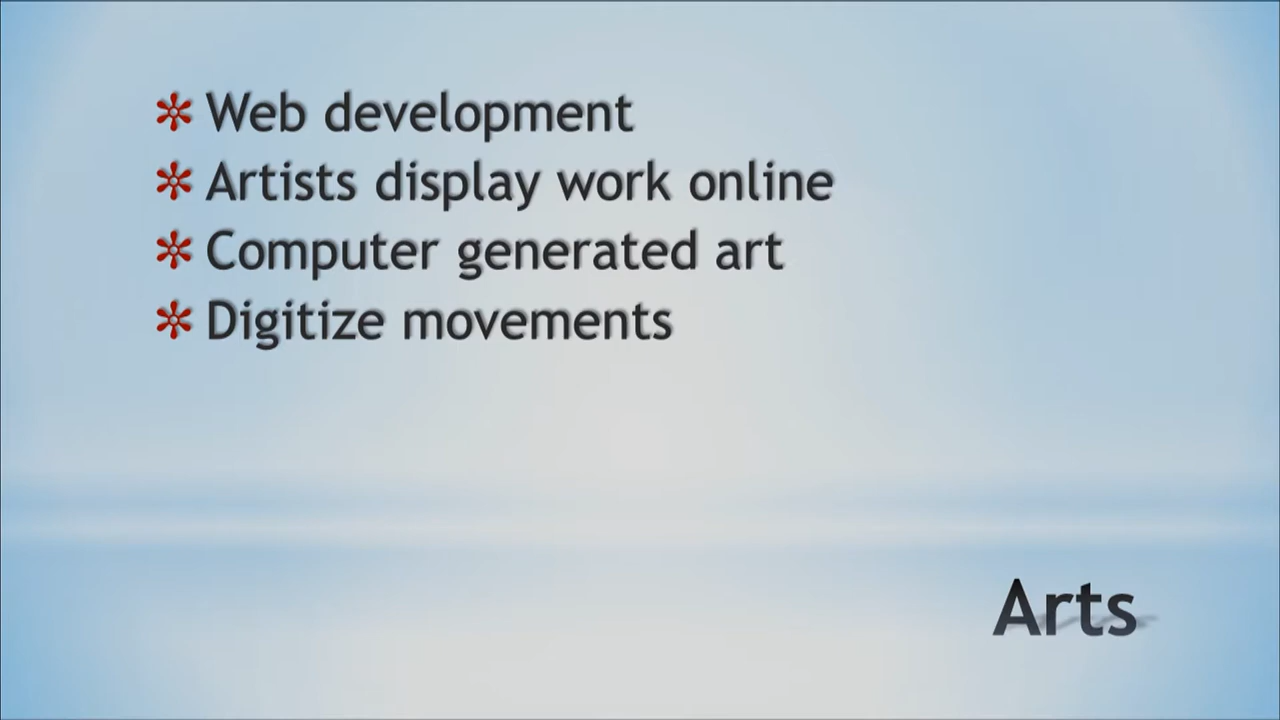 Web development
Artists display work online
Computer generated art
Digitize movements
Arts